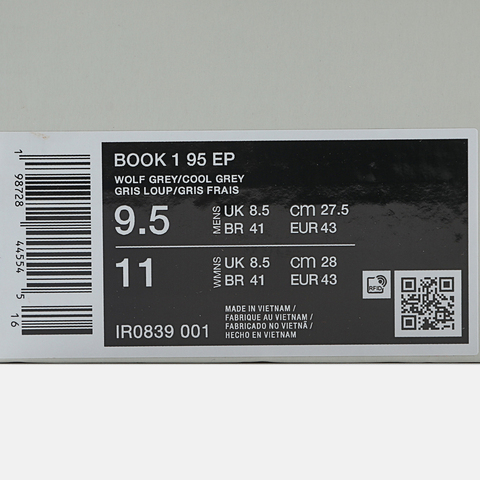 BOOK 1 95 EP
WOLF GREY/COOL GREY
GRIS LOUP/GRIS FRAIS
9.5 MENS UK 8.5 cm 27.5
BR 41 EUR 43
11 WMNS UK 8.5 cm 28
BR 41 EUR 43
RFID
MADE IN VIETNAM /
FABRIQUE AU VIETNAM /
FABRICADO NO VIETNÃ /
HECHO EN VIETNAM
IR0839 001
1 98728 44554 5 16